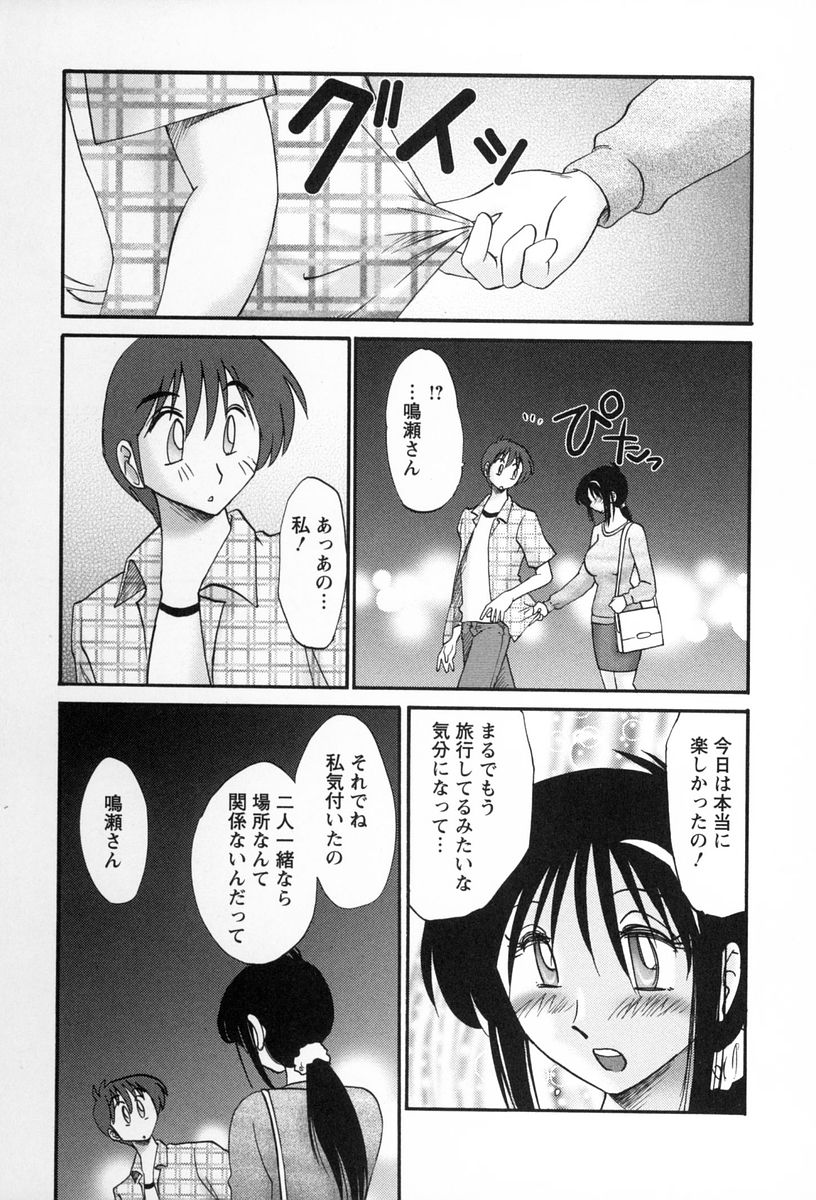 グイッ
!?
…鳴瀬さん
ぴたっ
あっあの…
私！
今日は本当に
楽しかったの！
まるでもう
旅行してるみたいな
気分になって…
それでね
私気付いたの
二人一緒なら
場所なんて
関係ないんだって
鳴瀬さん